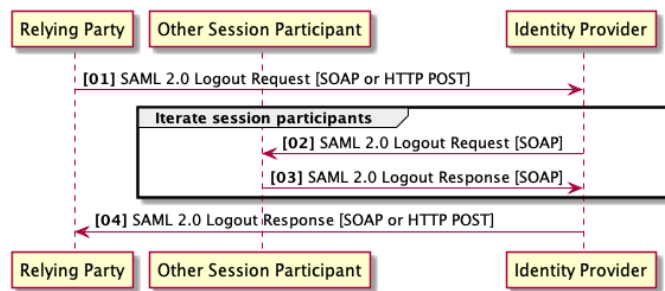 Relying Party
Other Session Participant
Identity Provider
[01] SAML 2.0 Logout Request [SOAP or HTTP POST]
Iterate session participants
[02] SAML 2.0 Logout Request [SOAP]
[03] SAML 2.0 Logout Response [SOAP]
[04] SAML 2.0 Logout Response [SOAP or HTTP POST]
Relying Party
Other Session Participant
Identity Provider